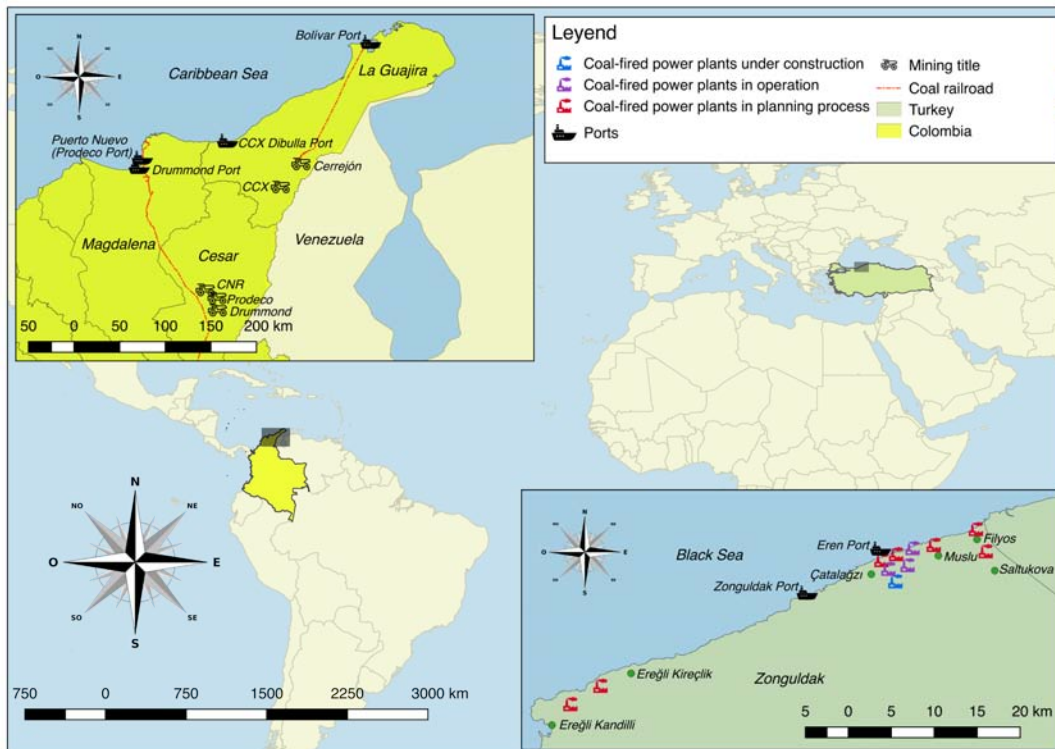 Leyend
Coal-fired power plants under construction
Coal-fired power plants in operation
Coal-fired power plants in planning process
Ports
Mining title
Coal railroad
Turkey
Colombia
N
NO
NE
O
E
SO
SE
S
Caribbean Sea
Bolívar Port
La Guajira
Puerto Nuevo
(Prodeco Port)
CCX Dibulla Port
Drummond Port
Cerrejón
CCX
Magdalena
Cesar
Venezuela
CNR
Prodeco
Drummond
50 0 50 100 150 200 km
N
NO
NE
O
E
SO
SE
S
750 0 750 1500 2250 3000 km
N
O
E
S
Black Sea
Eren Port
Filyos
Muslu
Çatalağzı
Saltukova
Zonguldak Port
Ereğli Kireçlik
Zonguldak
Ereğli Kandilli
5 0 5 10 15 20 km